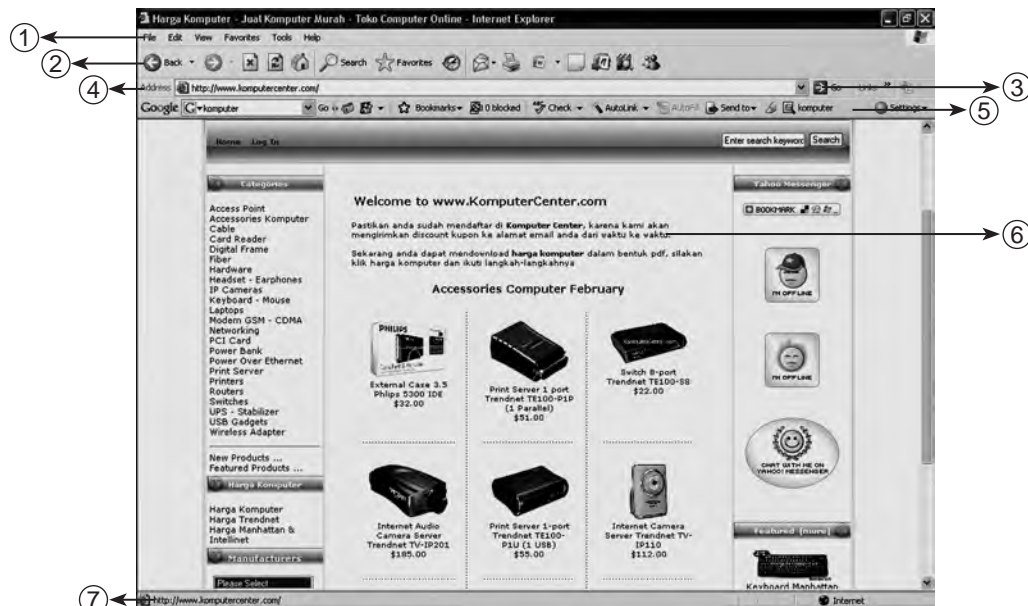 Harga Komputer - Jual Komputer Murah - Toko Computer Online - Internet Explorer
1
File Edit View Favorites Tools Help
2
Back Search Favorites
4
Address http://www.komputercenter.com/ Go Links
3
Google komputer Go Bookmarks 0 blocked Check AutoLink AutoFill Send to komputer Settings
5
Home Log In
Enter search keyword Search
Categories
Access Point
Accessories Komputer
Cable
Card Reader
Digital Frame
Fiber
Hardware
Headset - Earphones
IP Cameras
Keyboard - Mouse
Laptops
Modem GSM - CDMA
Networking
PCI Card
Power Bank
Power Over Ethernet
Print Server
Printers
Routers
Switches
UPS - Stabilizer
USB Gadgets
Wireless Adapter
New Products ...
Featured Products ...
Harga Komputer
Harga Komputer
Harga Trendnet
Harga Manhattan &
Intellinet
Manufacturers
Please Select
Welcome to www.KomputerCenter.com
Pastikan anda sudah mendaftar di Komputer Center, karena kami akan
mengirimkan discount kupon ke alamat email anda dari waktu ke waktu
6
Sekarang anda dapat mendownload harga komputer dalam bentuk pdf, silakan
klik harga komputer dan ikuti langkah-langkahnya
Accessories Computer February
PHILIPS
External Case 3.5
Philips 5300 IDE
$32.00
Print Server 1 port
Trendnet TE100-P1P
(1 Parallel)
$51.00
KomputerCenter.com
Switch 8-port
Trendnet TE100-S8
$22.00
Internet Audio
Camera Server
Trendnet TV-IP201
$185.00
Print Server 1-port
Trendnet TE100-
P1U (1 USB)
$55.00
Internet Camera
Server Trendnet TV-
IP110
$112.00
Yahoo Messenger
BOOKMARK
I'M OFFLINE
I'M OFFLINE
CHAT WITH ME ON
YAHOO! MESSENGER
Featured [more]
Keyboard Manhattan
7
http://www.komputercenter.com/
Internet